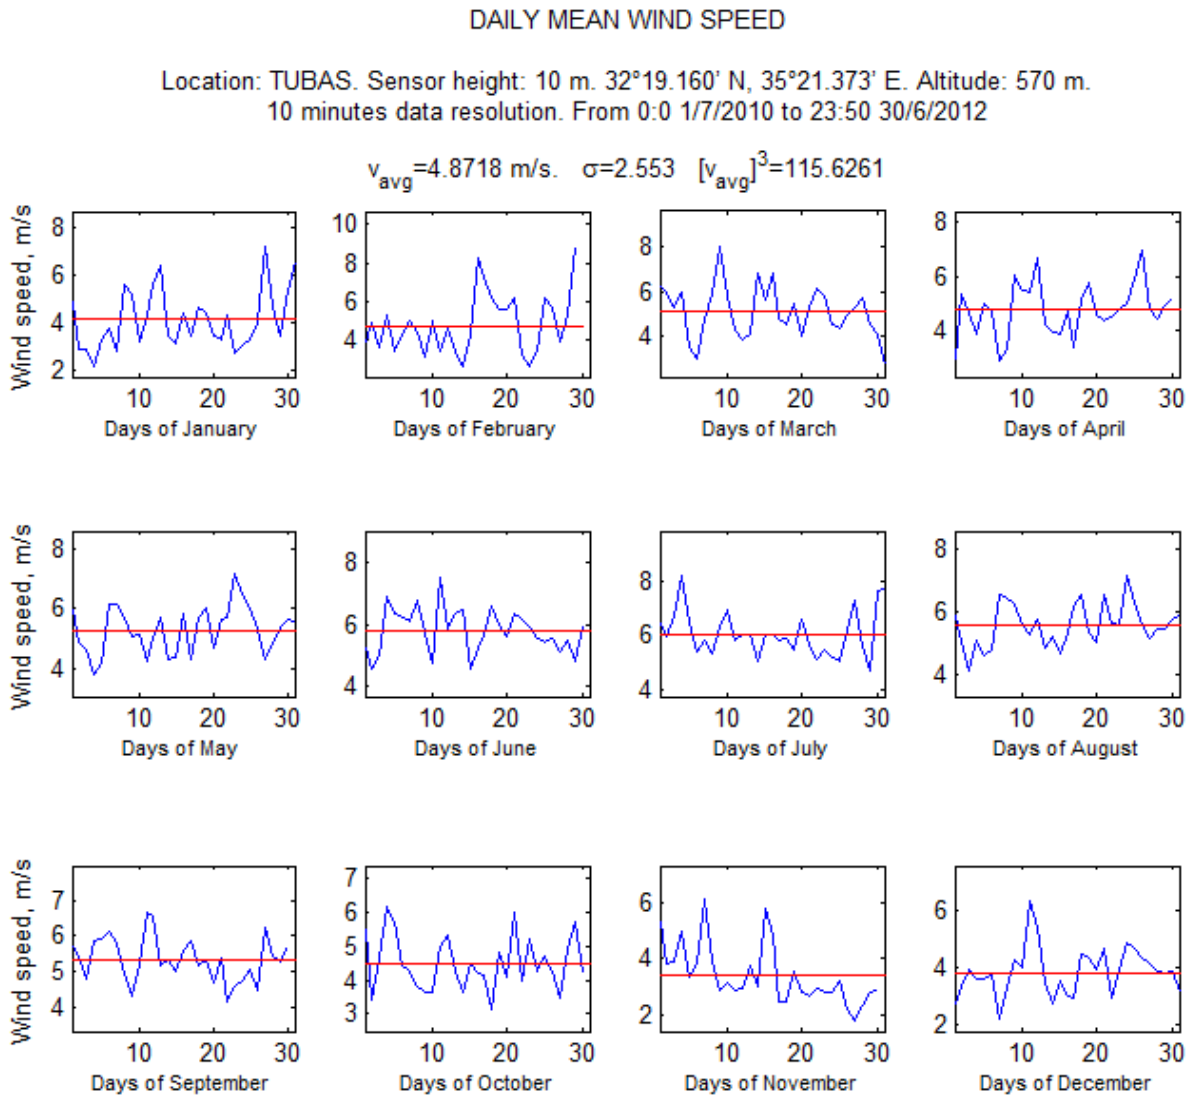 DAILY MEAN WIND SPEED
Location: TUBAS. Sensor height: 10 m. 32°19.160' N, 35°21.373' E. Altitude: 570 m.
10 minutes data resolution. From 0:0 1/7/2010 to 23:50 30/6/2012
v_avg=4.8718 m/s. σ=2.553 [v_avg]^3=115.6261
Wind speed, m/s
8
6
4
2
10 20 30
Days of January
10
8
6
4
10 20 30
Days of February
8
6
4
10 20 30
Days of March
8
6
4
10 20 30
Days of April
Wind speed, m/s
8
6
4
10 20 30
Days of May
8
6
4
10 20 30
Days of June
8
6
4
10 20 30
Days of July
8
6
4
10 20 30
Days of August
Wind speed, m/s
7
6
5
4
10 20 30
Days of September
7
6
5
4
3
10 20 30
Days of October
6
4
2
10 20 30
Days of November
6
4
2
10 20 30
Days of December